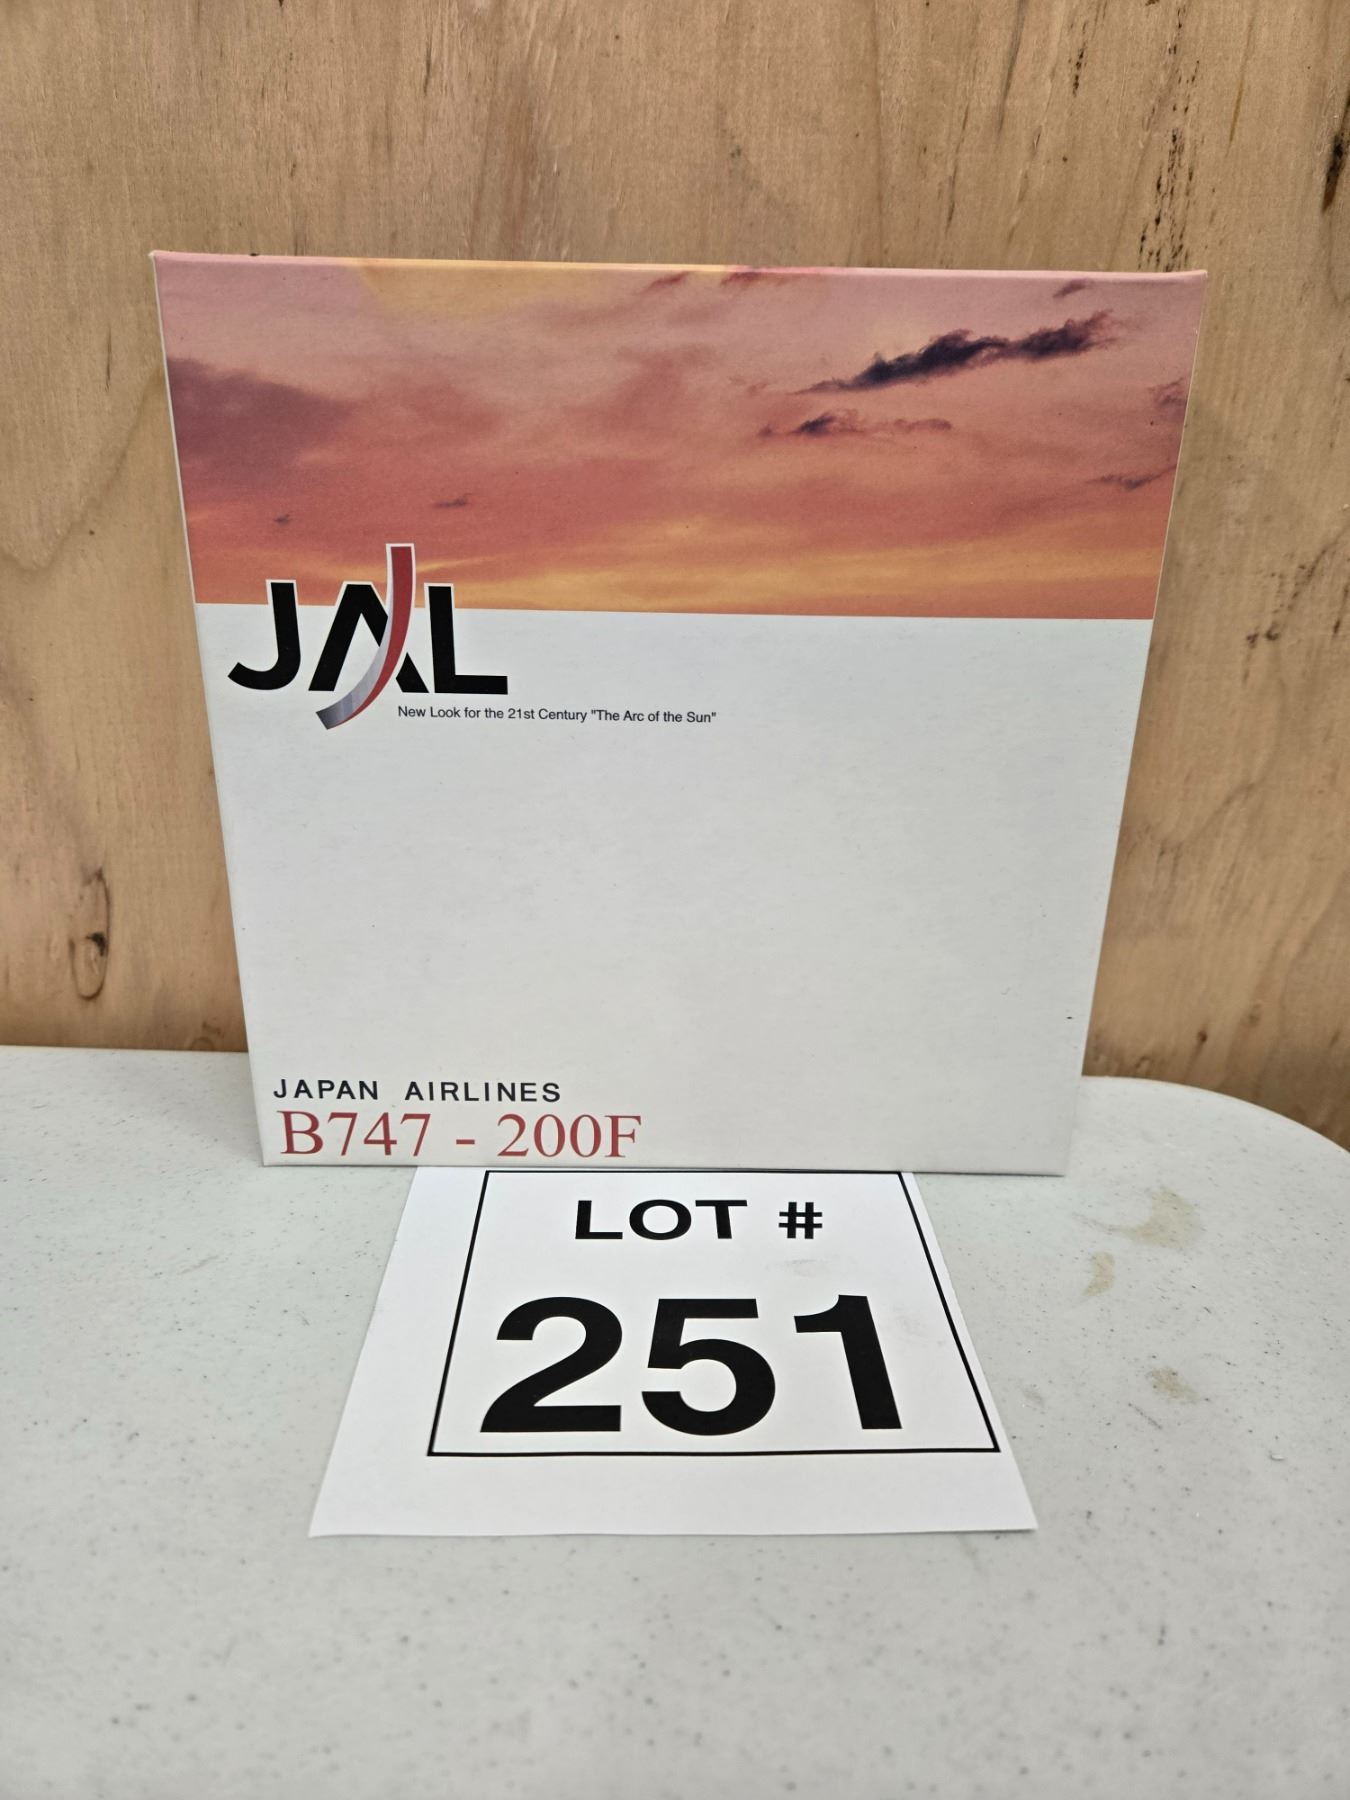 JAL
New Look for the 21st Century "The Arc of the Sun"
JAPAN AIRLINES
B747 - 200F
LOT #
251